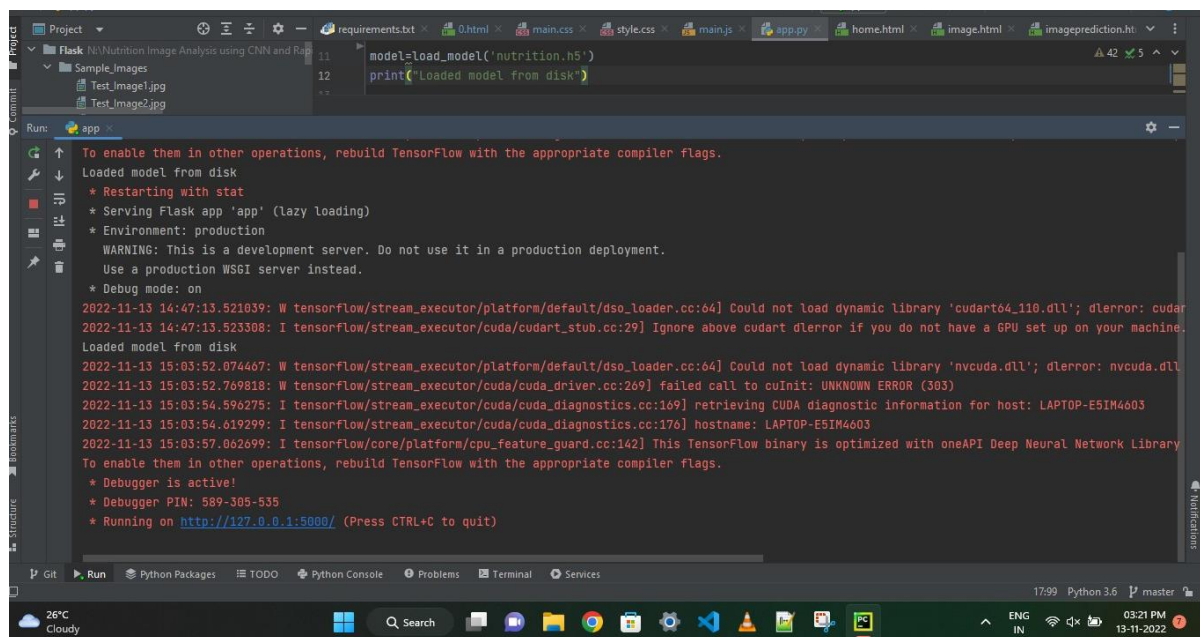 Project
requirements.txt
0.html
main.css
style.css
main.js
app.py
home.html
image.html
imageprediction.ht
Project
Flask N:\Nutrition Image Analysis using CNN and Rap
Sample_Images
Test_Image1.jpg
Test_Image2.jpg
11 model=load_model('nutrition.h5')
12 print("Loaded model from disk")
42 5
Commit
Run: app
To enable them in other operations, rebuild TensorFlow with the appropriate compiler flags.
Loaded model from disk
* Restarting with stat
* Serving Flask app 'app' (lazy loading)
* Environment: production
WARNING: This is a development server. Do not use it in a production deployment.
Use a production WSGI server instead.
* Debug mode: on
2022-11-13 14:47:13.521039: W tensorflow/stream_executor/platform/default/dso_loader.cc:64] Could not load dynamic library 'cudart64_110.dll'; dlerror: cudar
2022-11-13 14:47:13.523308: I tensorflow/stream_executor/cuda/cudart_stub.cc:29] Ignore above cudart dlerror if you do not have a GPU set up on your machine.
Loaded model from disk
2022-11-13 15:03:52.074467: W tensorflow/stream_executor/platform/default/dso_loader.cc:64] Could not load dynamic library 'nvcuda.dll'; dlerror: nvcuda.dll
2022-11-13 15:03:52.769818: W tensorflow/stream_executor/cuda/cuda_driver.cc:269] failed call to cuInit: UNKNOWN ERROR (303)
2022-11-13 15:03:54.596275: I tensorflow/stream_executor/cuda/cuda_diagnostics.cc:169] retrieving CUDA diagnostic information for host: LAPTOP-E5IM46O3
2022-11-13 15:03:54.619299: I tensorflow/stream_executor/cuda/cuda_diagnostics.cc:176] hostname: LAPTOP-E5IM46O3
2022-11-13 15:03:57.062699: I tensorflow/core/platform/cpu_feature_guard.cc:142] This TensorFlow binary is optimized with oneAPI Deep Neural Network Library
To enable them in other operations, rebuild TensorFlow with the appropriate compiler flags.
* Debugger is active!
* Debugger PIN: 589-305-535
* Running on http://127.0.0.1:5000/ (Press CTRL+C to quit)
Bookmarks
Structure
Notifications
Git
Run
Python Packages
TODO
Python Console
Problems
Terminal
Services
17:99 Python 3.6 master
26°C
Cloudy
Search
ENG
IN
03:21 PM
13-11-2022
7